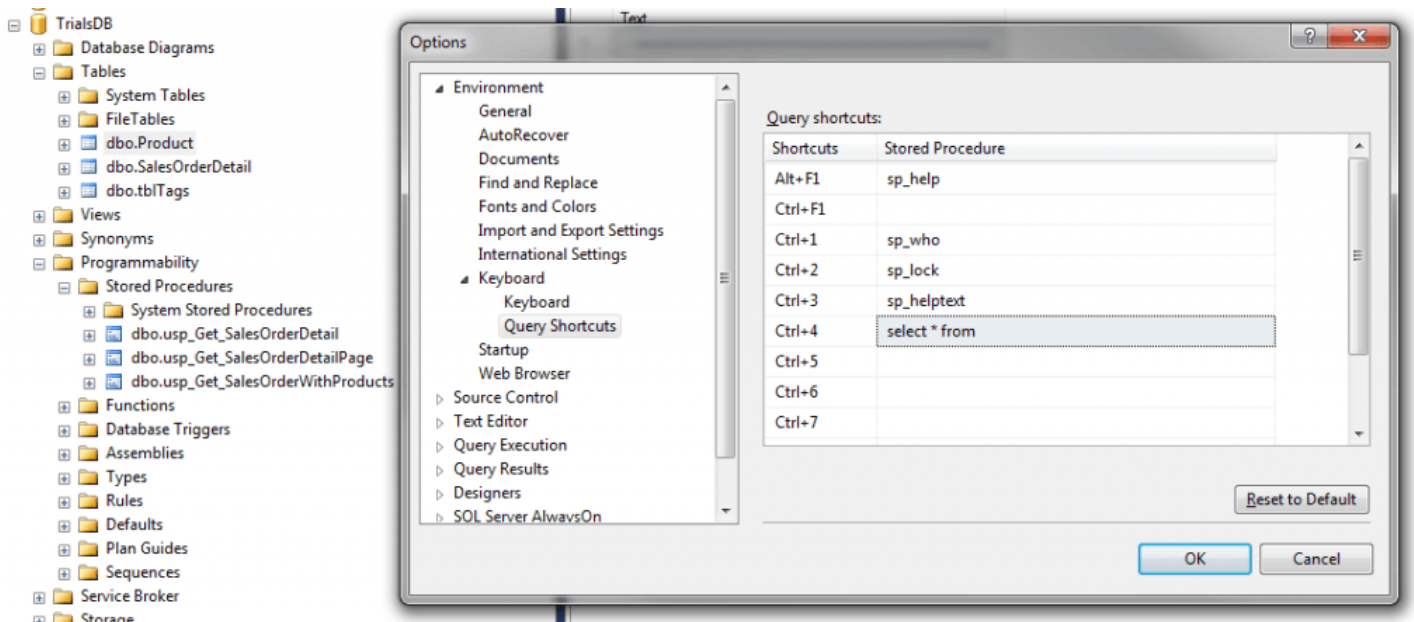 TrialsDB
Database Diagrams
Tables
System Tables
FileTables
dbo.Product
dbo.SalesOrderDetail
dbo.tblTags
Views
Synonyms
Programmability
Stored Procedures
System Stored Procedures
dbo.usp_Get_SalesOrderDetail
dbo.usp_Get_SalesOrderDetailPage
dbo.usp_Get_SalesOrderWithProducts
Functions
Database Triggers
Assemblies
Types
Rules
Defaults
Plan Guides
Sequences
Service Broker
Storage
Text
Options
Environment
General
AutoRecover
Documents
Find and Replace
Fonts and Colors
Import and Export Settings
International Settings
Keyboard
Keyboard
Query Shortcuts
Startup
Web Browser
Source Control
Text Editor
Query Execution
Query Results
Designers
SQL Server AlwaysOn
Query shortcuts:
Shortcuts Stored Procedure
Alt+F1 sp_help
Ctrl+F1
Ctrl+1 sp_who
Ctrl+2 sp_lock
Ctrl+3 sp_helptext
Ctrl+4 select * from
Ctrl+5
Ctrl+6
Ctrl+7
Reset to Default
OK Cancel